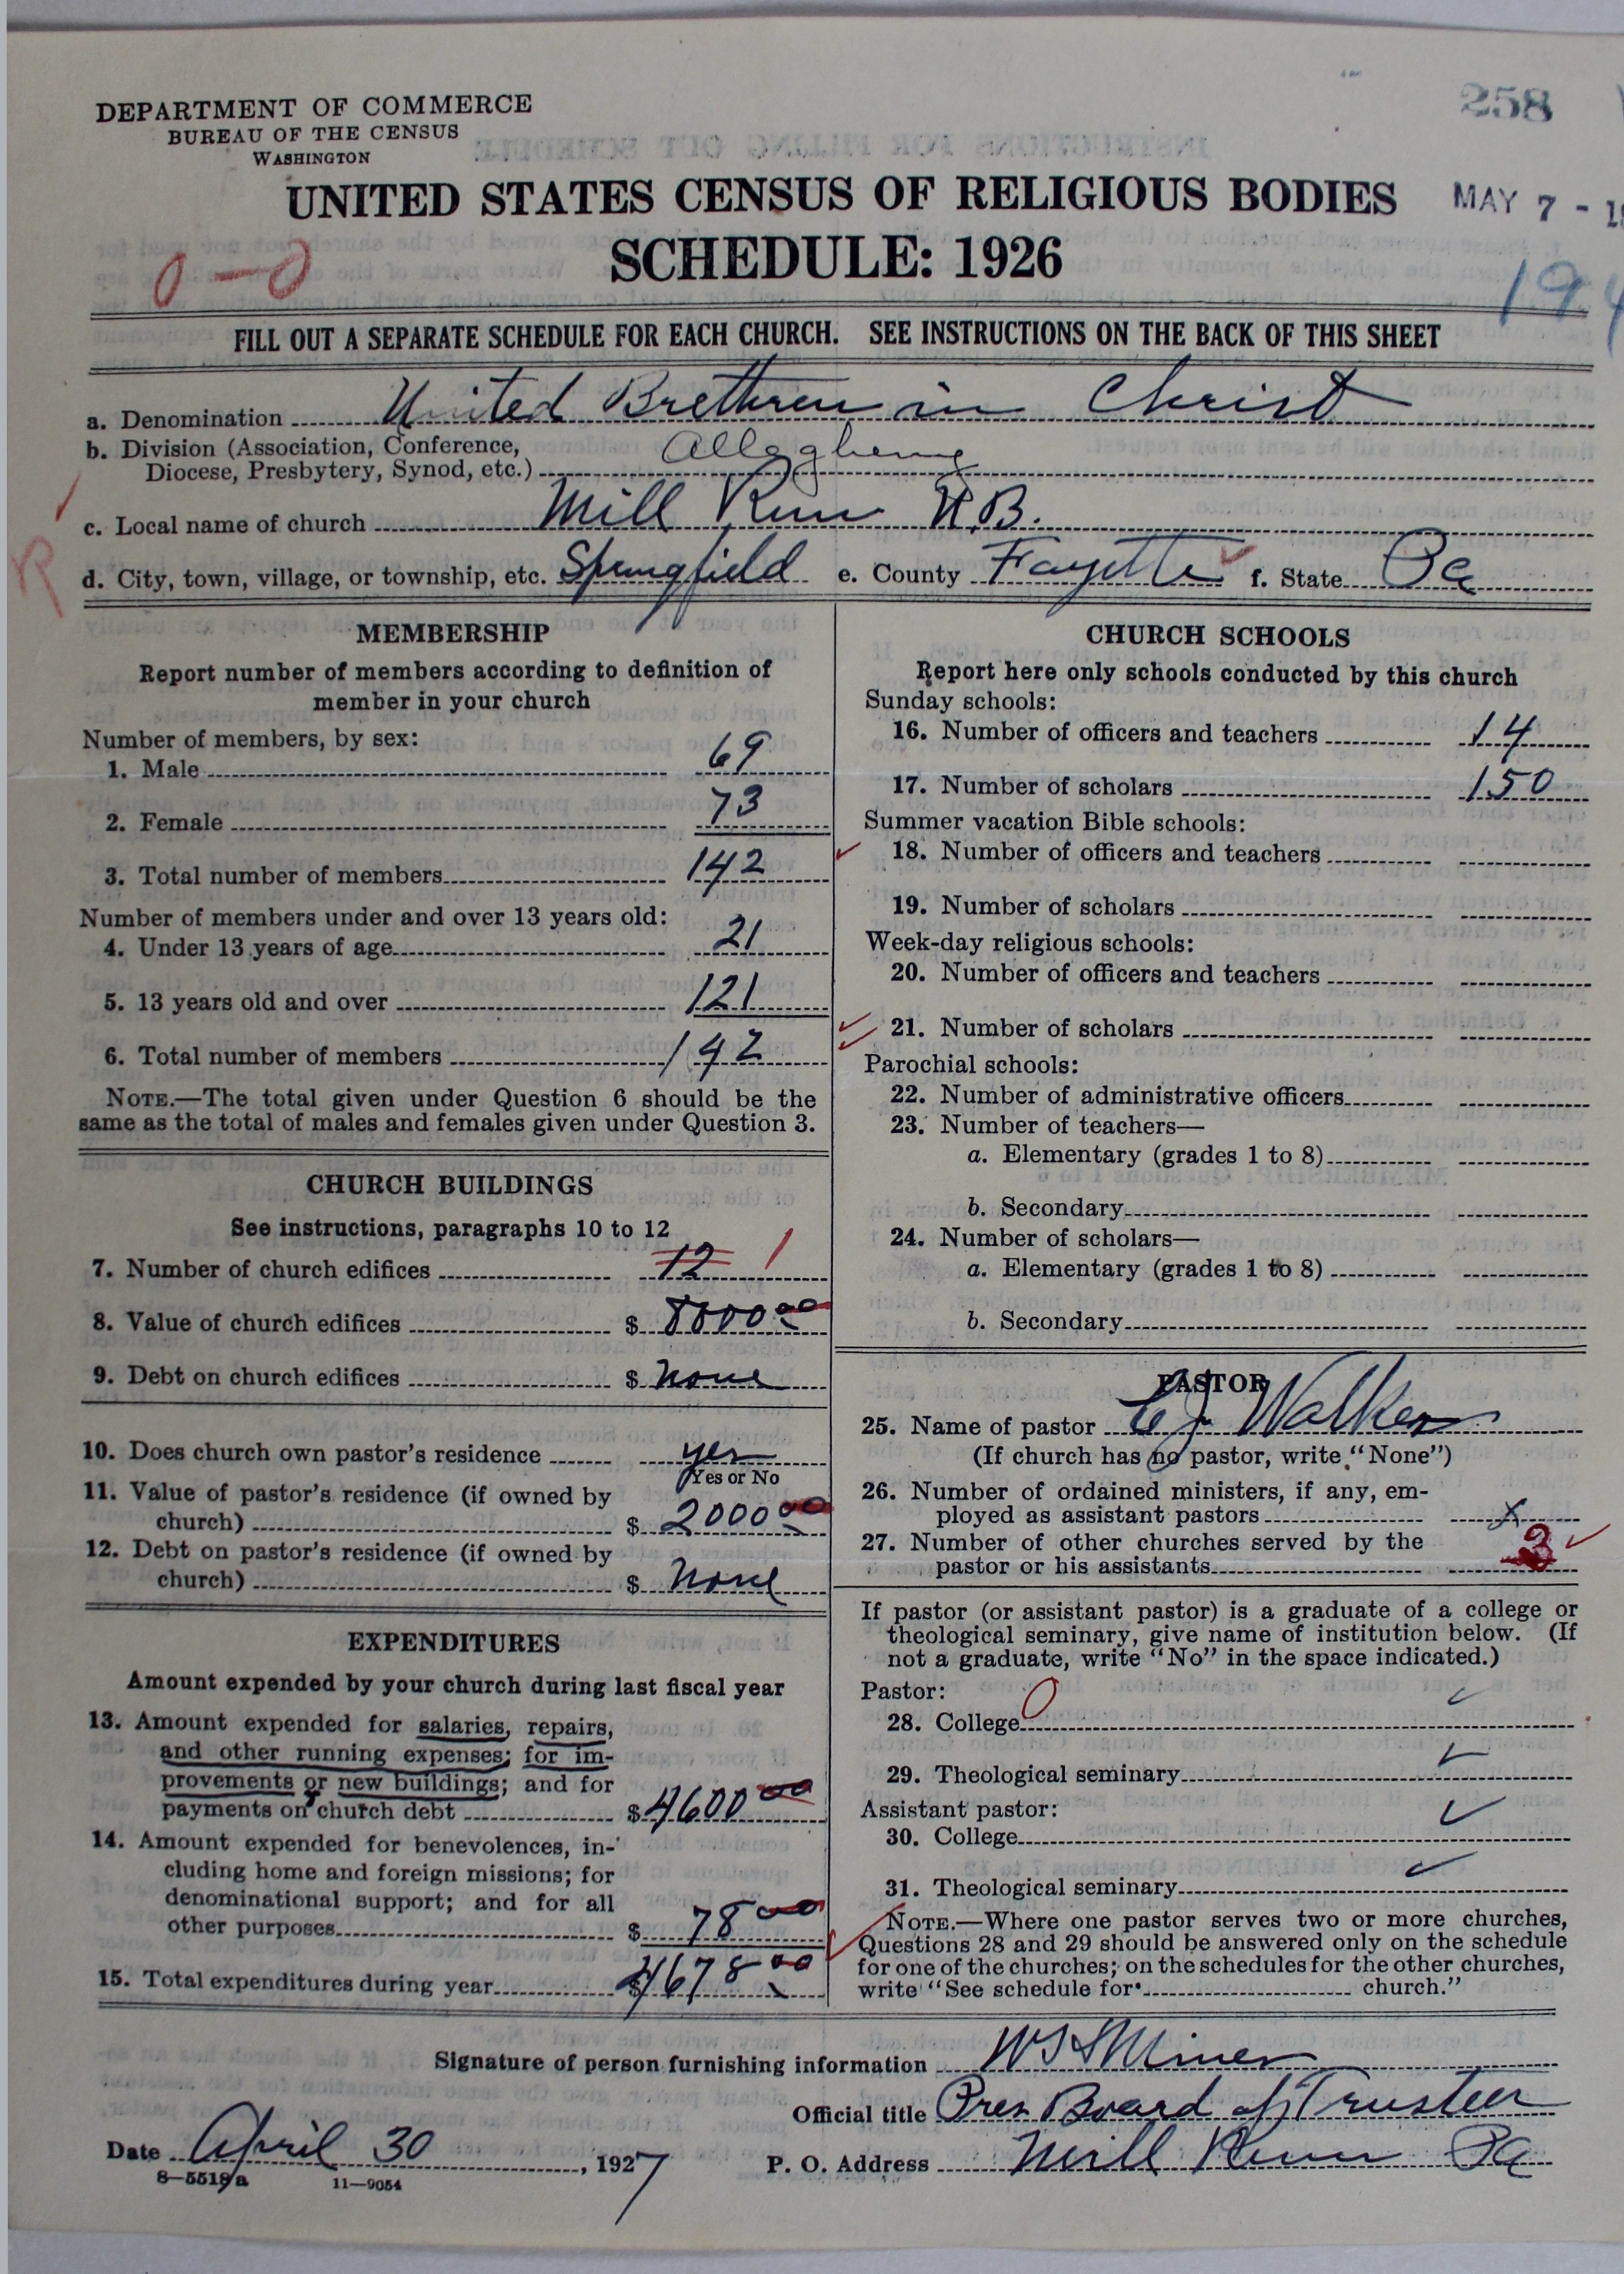 258
DEPARTMENT OF COMMERCE
BUREAU OF THE CENSUS
WASHINGTON
UNITED STATES CENSUS OF RELIGIOUS BODIES
MAY 7 - 1
SCHEDULE: 1926
0-0
194
FILL OUT A SEPARATE SCHEDULE FOR EACH CHURCH. SEE INSTRUCTIONS ON THE BACK OF THIS SHEET
a. Denomination United Brethren in Christ
b. Division (Association, Conference,
Diocese, Presbytery, Synod, etc.) Allegheny
c. Local name of church Mill Run U.B.
R
d. City, town, village, or township, etc. Springfield e. County Fayette f. State Pa
MEMBERSHIP
Report number of members according to definition of
member in your church
Number of members, by sex:
1. Male 69
2. Female 73
3. Total number of members 142
Number of members under and over 13 years old:
4. Under 13 years of age 21
5. 13 years old and over 121
6. Total number of members 142
NOTE.—The total given under Question 6 should be the
same as the total of males and females given under Question 3.
CHURCH BUILDINGS
See instructions, paragraphs 10 to 12
7. Number of church edifices 12 1
8. Value of church edifices $ 8000 00
9. Debt on church edifices $ none
10. Does church own pastor's residence yes
Yes or No
11. Value of pastor's residence (if owned by
church) $ 2000 00
12. Debt on pastor's residence (if owned by
church) $ None
EXPENDITURES
Amount expended by your church during last fiscal year
13. Amount expended for salaries, repairs,
and other running expenses; for im-
provements or new buildings; and for
payments on church debt $ 4600 00
14. Amount expended for benevolences, in-
cluding home and foreign missions; for
denominational support; and for all
other purposes $ 78 00
15. Total expenditures during year $ 4678 00
CHURCH SCHOOLS
Report here only schools conducted by this church
Sunday schools:
16. Number of officers and teachers 14
17. Number of scholars 150
Summer vacation Bible schools:
18. Number of officers and teachers
19. Number of scholars
Week-day religious schools:
20. Number of officers and teachers
21. Number of scholars
Parochial schools:
22. Number of administrative officers
23. Number of teachers—
a. Elementary (grades 1 to 8)
b. Secondary
24. Number of scholars—
a. Elementary (grades 1 to 8)
b. Secondary
PASTOR
25. Name of pastor Walker
(If church has no pastor, write "None")
26. Number of ordained ministers, if any, em-
ployed as assistant pastors x
27. Number of other churches served by the
pastor or his assistants 3
If pastor (or assistant pastor) is a graduate of a college or
theological seminary, give name of institution below. (If
not a graduate, write "No" in the space indicated.)
Pastor:
28. College 0
29. Theological seminary
Assistant pastor:
30. College
31. Theological seminary
NOTE.—Where one pastor serves two or more churches,
Questions 28 and 29 should be answered only on the schedule
for one of the churches; on the schedules for the other churches,
write "See schedule for church."
Signature of person furnishing information Miner
Official title Pres Board of Trustees
Date April 30, 1927 P. O. Address Mill Run Pa
8—5518a 11—9054